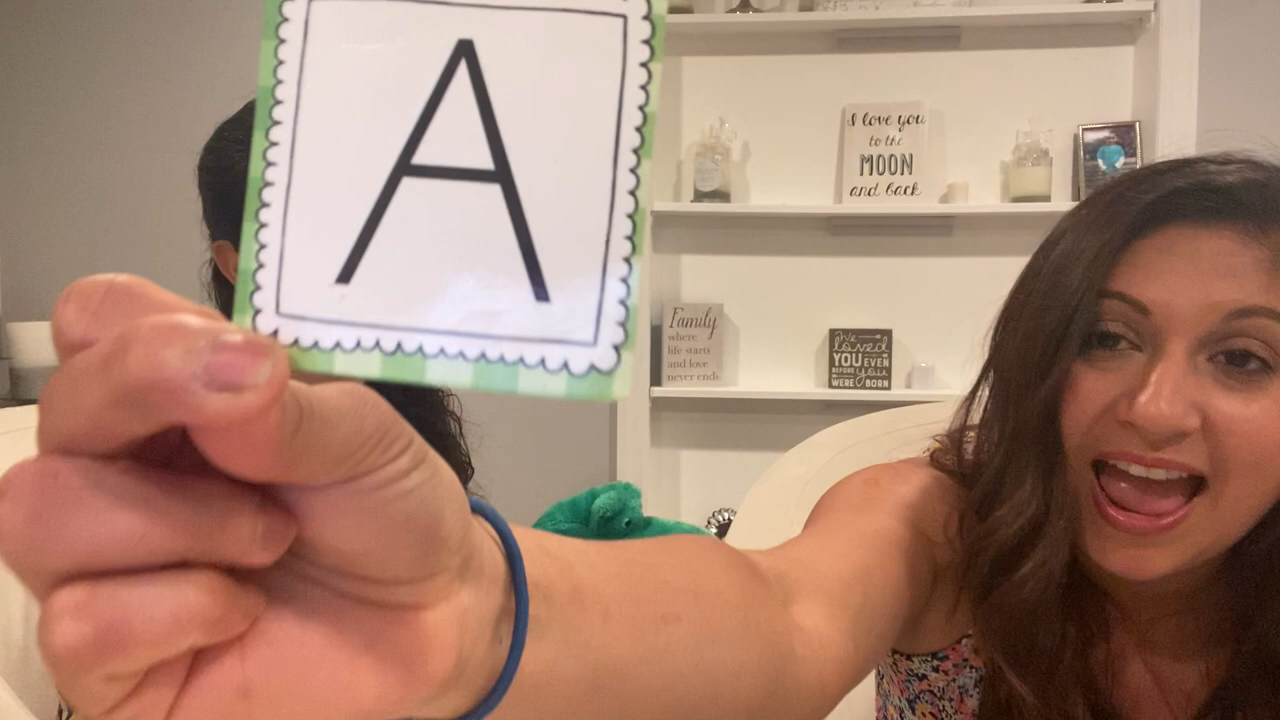 A
I love you
to the
MOON
and back
Family
where
life starts
and love
never ends
We
loved
YOU EVEN
BEFORE you
WERE BORN